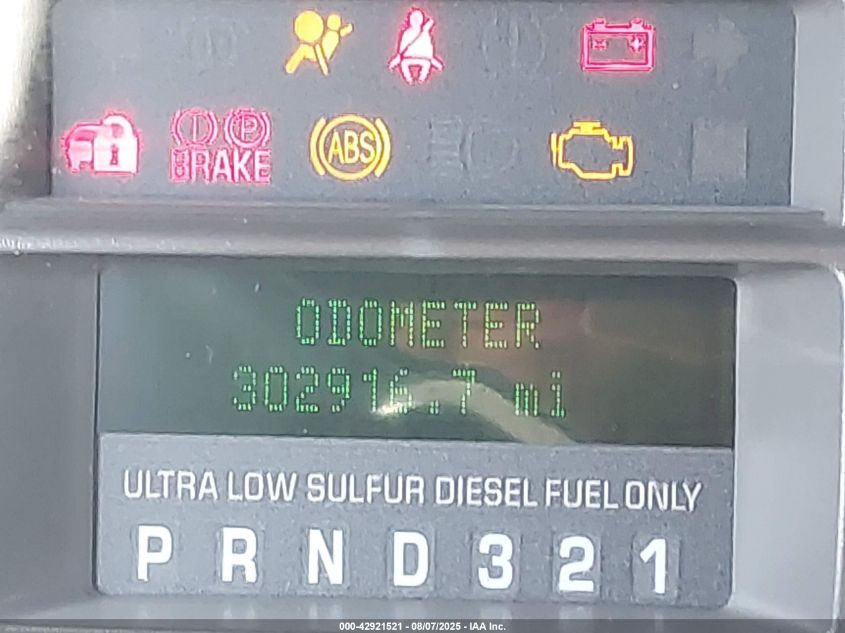 BRAKE
ABS
ODOMETER
302916.7 mi
ULTRA LOW SULFUR DIESEL FUEL ONLY
P R N D 3 2 1
000-42921521 - 08/07/2025 - IAA Inc.